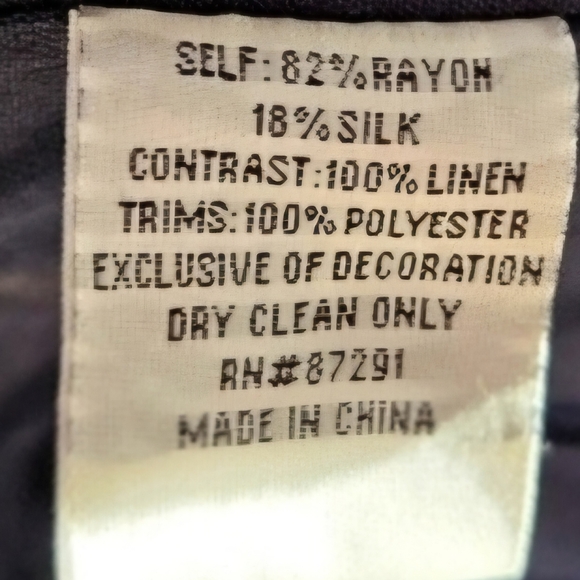 SELF: 82% RAYON
18% SILK
CONTRAST: 100% LINEN
TRIMS: 100% POLYESTER
EXCLUSIVE OF DECORATION
DRY CLEAN ONLY
RN#87291
MADE IN CHINA